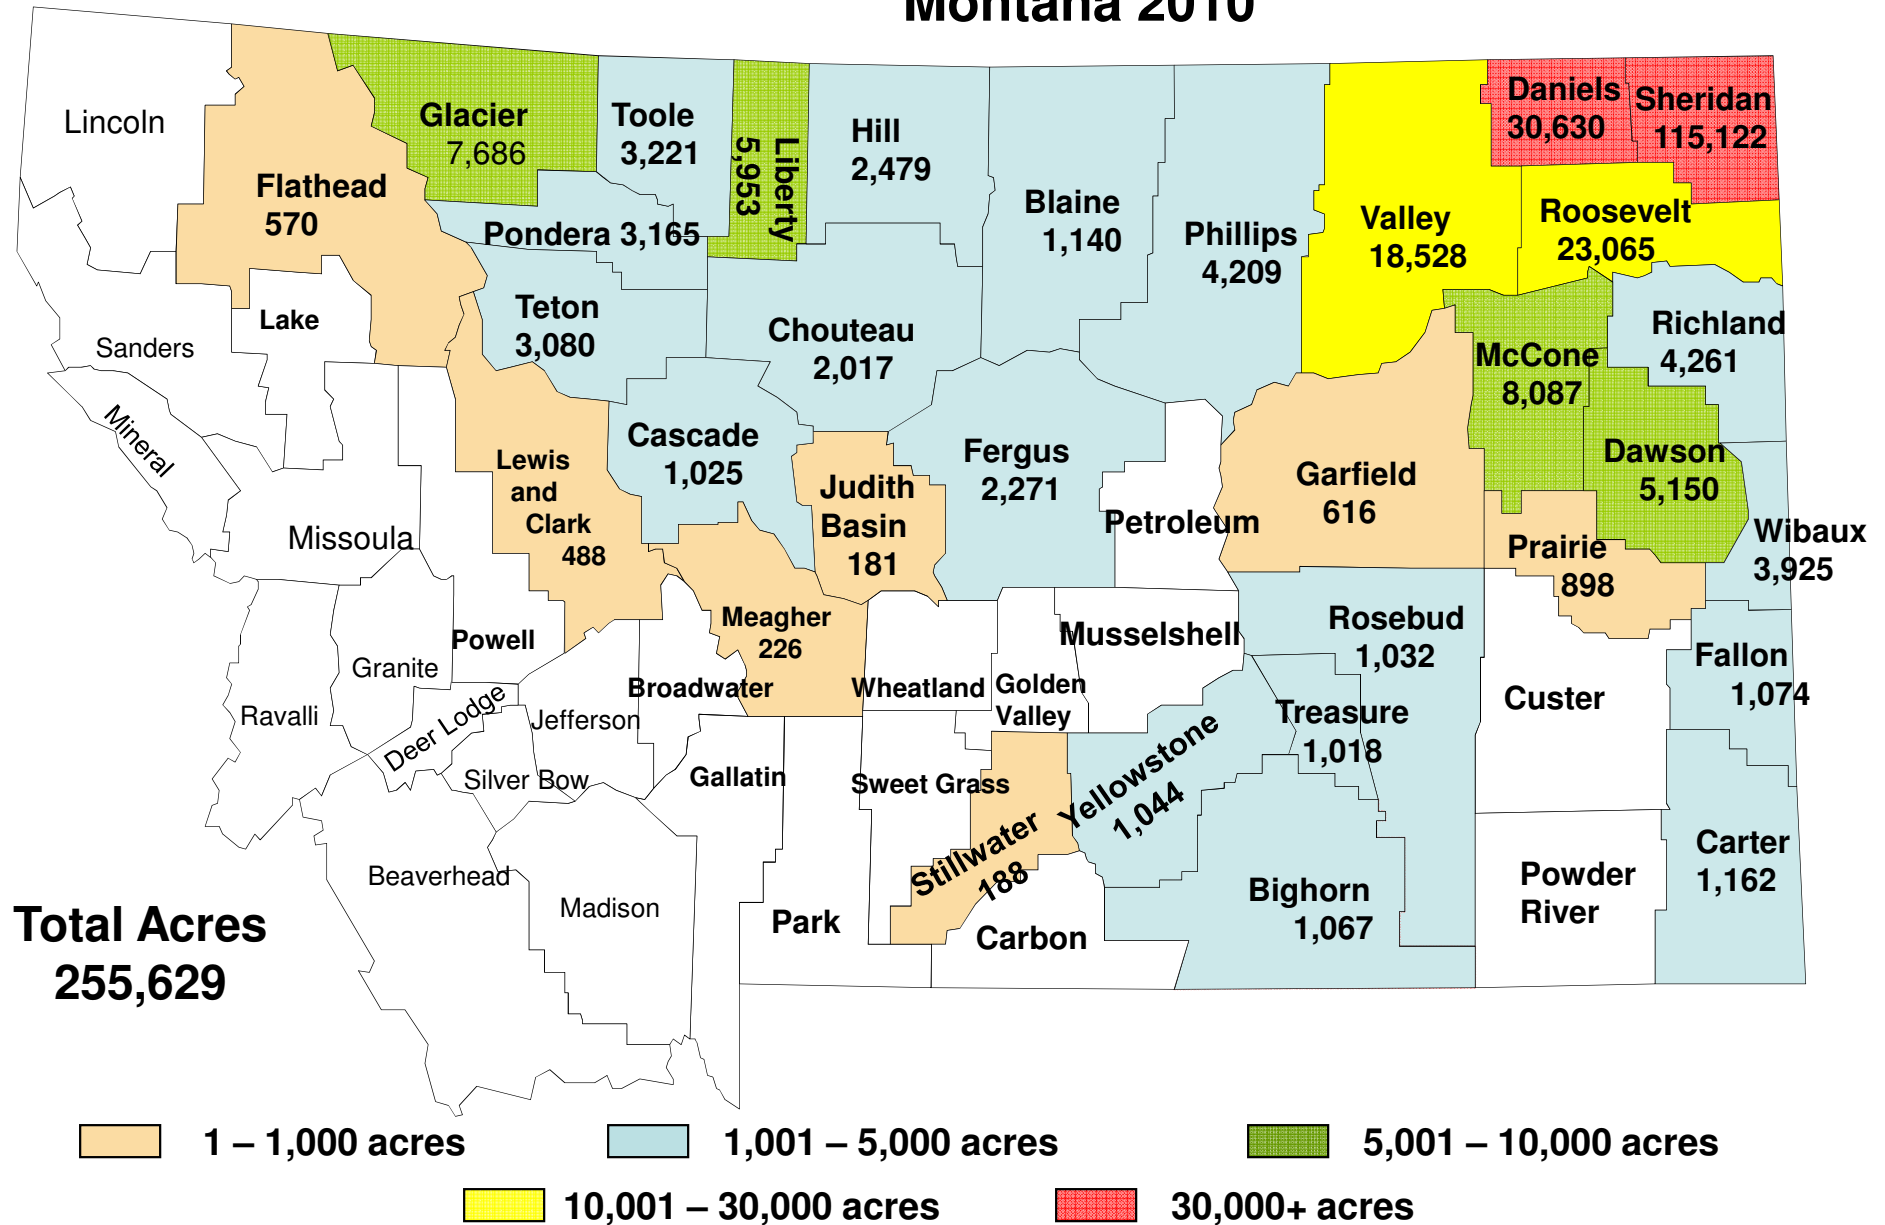 Montana 2010
Lincoln
Flathead
570
Glacier
7,686
Toole
3,221
Liberty
5,953
Hill
2,479
Blaine
1,140
Phillips
4,209
Valley
18,528
Daniels
30,630
Sheridan
115,122
Roosevelt
23,065
Pondera 3,165
Teton
3,080
Chouteau
2,017
Lake
Sanders
Mineral
Missoula
Lewis
and
Clark
488
Cascade
1,025
Judith
Basin
181
Fergus
2,271
Petroleum
Garfield
616
McCone
8,087
Richland
4,261
Dawson
5,150
Wibaux
3,925
Prairie
898
Powell
Granite
Ravalli
Deer Lodge
Jefferson
Silver Bow
Broadwater
Meagher
226
Wheatland
Golden
Valley
Musselshell
Rosebud
1,032
Treasure
1,018
Custer
Fallon
1,074
Gallatin
Sweet Grass
Stillwater
188
Yellowstone
1,044
Beaverhead
Madison
Park
Carbon
Bighorn
1,067
Powder
River
Carter
1,162
Total Acres
255,629
1 – 1,000 acres
1,001 – 5,000 acres
5,001 – 10,000 acres
10,001 – 30,000 acres
30,000+ acres